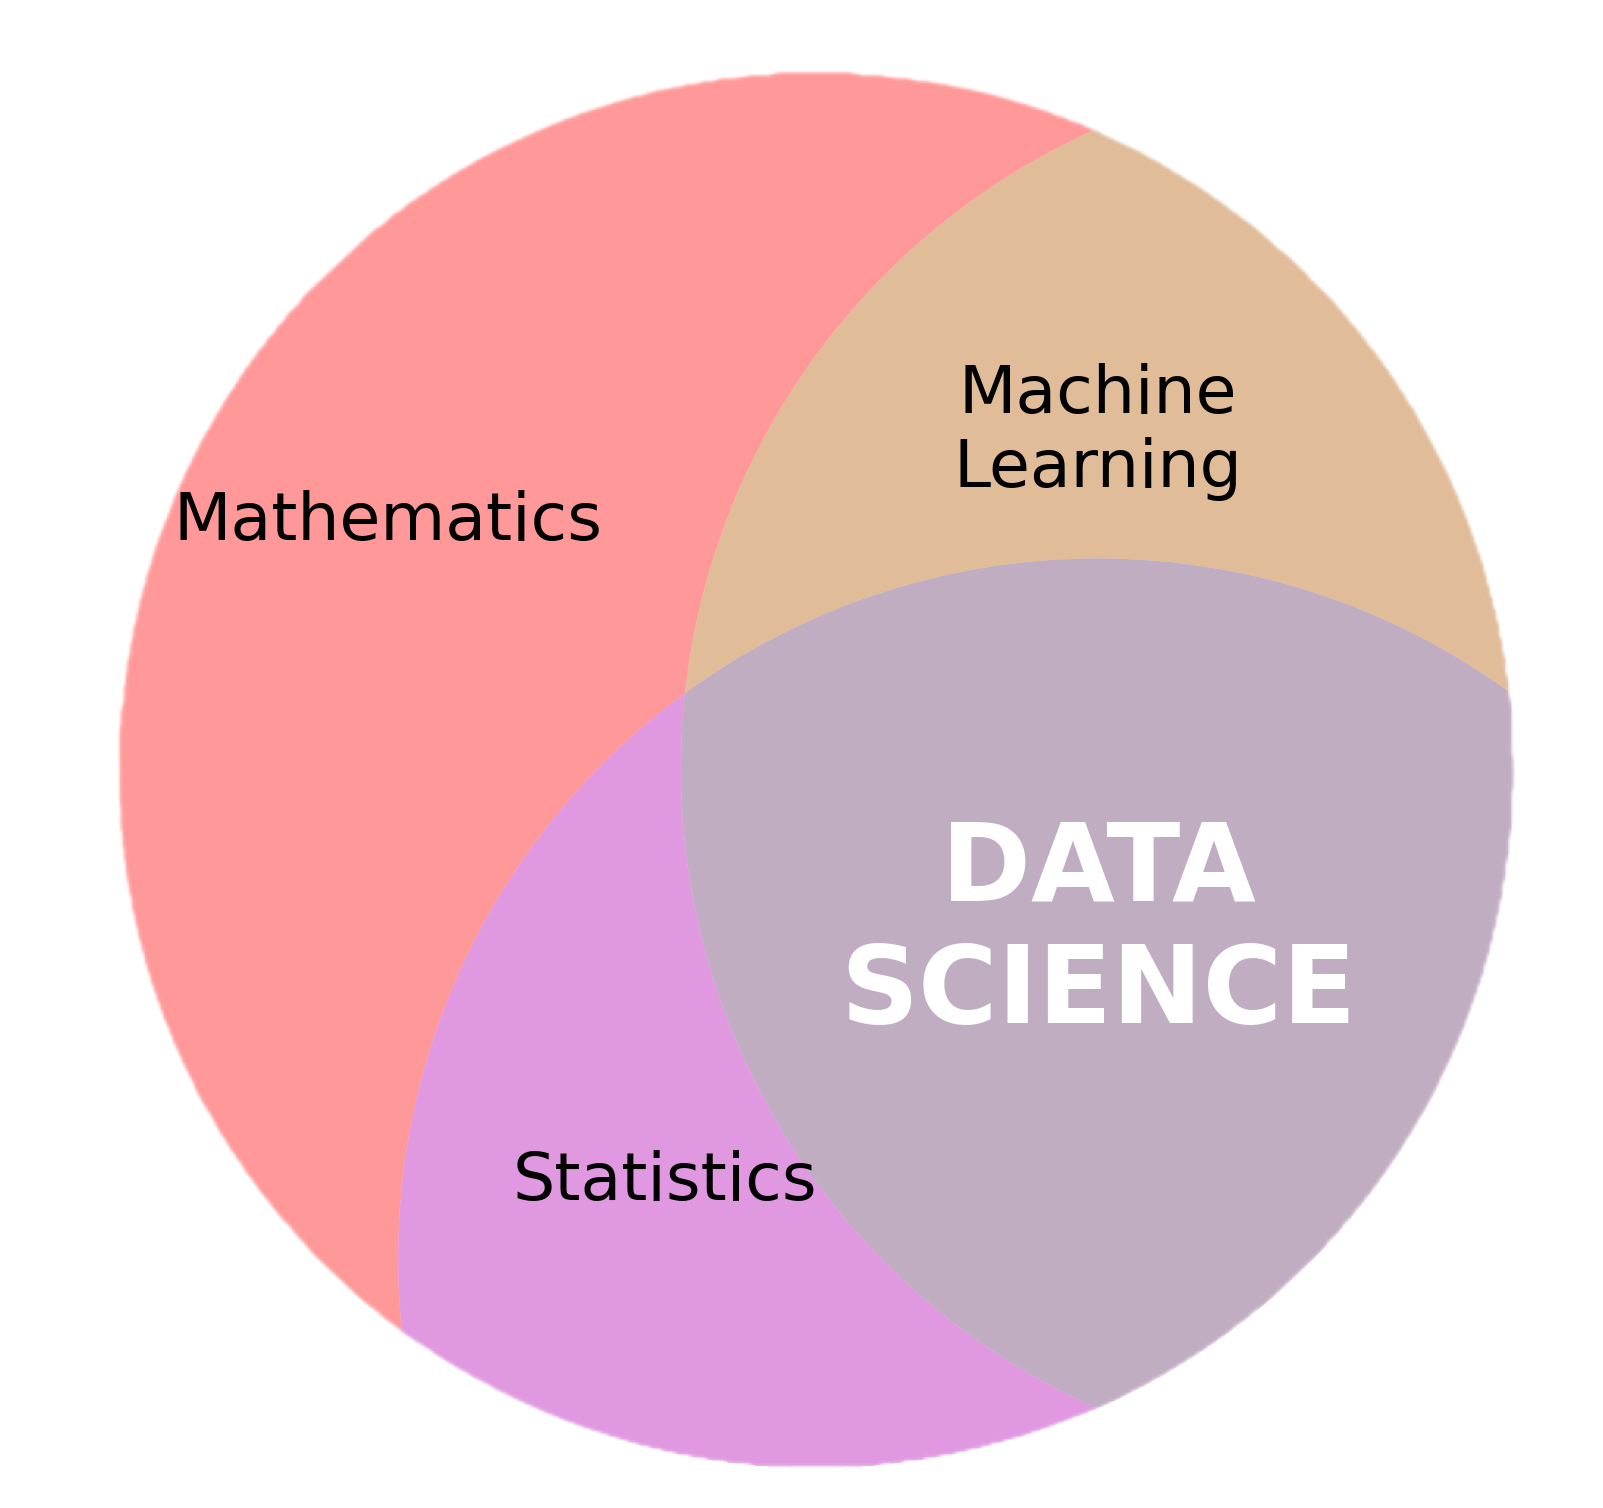 Machine
Learning
Mathematics
DATA
SCIENCE
Statistics